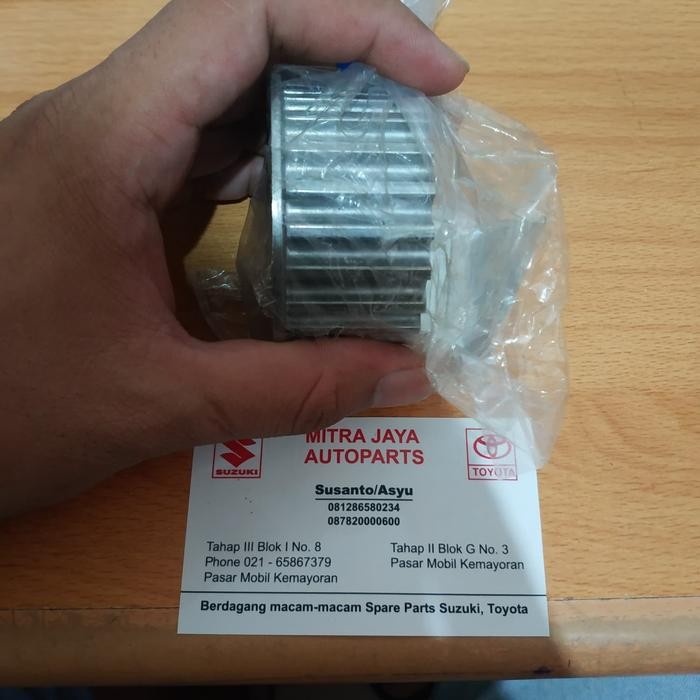 MITRA JAYA
AUTOPARTS
SUZUKI
TOYOTA
Susanto/Asyu
081286580234
087820000600
Tahap III Blok I No. 8
Phone 021 - 65867379
Pasar Mobil Kemayoran
Tahap II Blok G No. 3
Pasar Mobil Kemayoran
Berdagang macam-macam Spare Parts Suzuki, Toyota